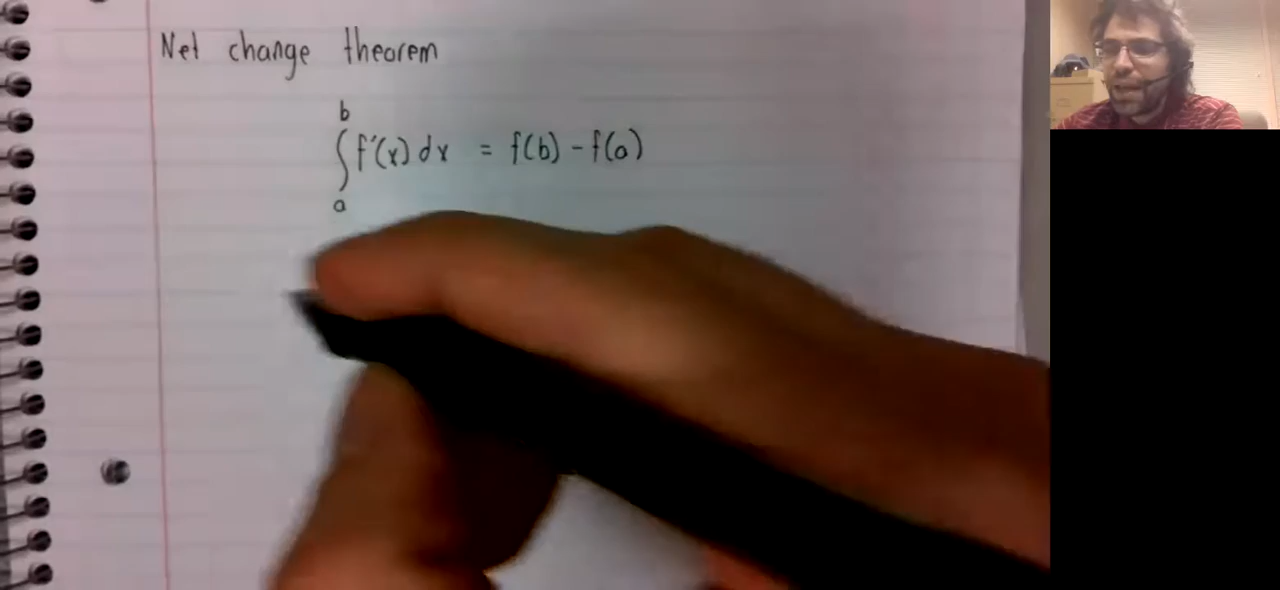 Net change theorem
b
∫ f'(x) dx = f(b) - f(a)
a